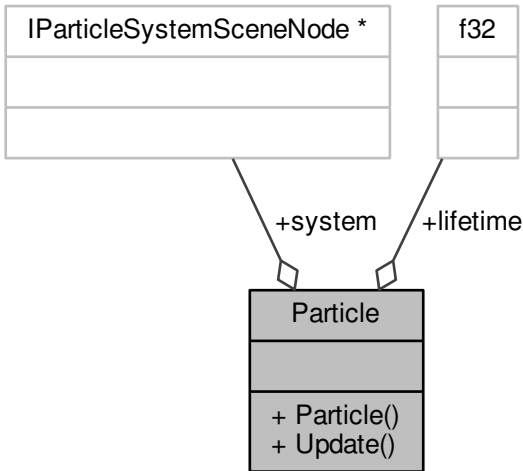 IParticleSystemSceneNode *
f32
+system
+lifetime
Particle
+ Particle()
+ Update()